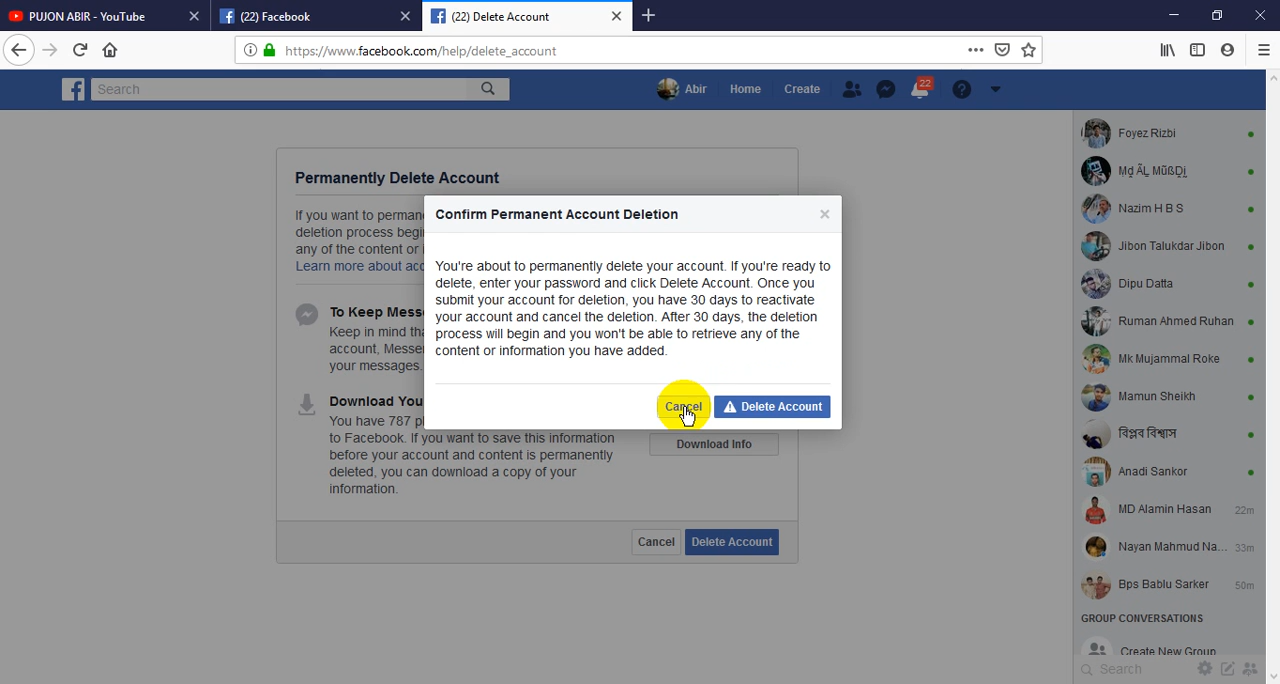 PUJON ABIR - YouTube
(22) Facebook
(22) Delete Account
https://www.facebook.com/help/delete_account
Search
Abir
Home
Create
22
Permanently Delete Account
If you want to perman
deletion process begi
any of the content or i
Learn more about acc
To Keep Mess
Keep in mind tha
account, Messe
your messages.
Download You
You have 787 p
to Facebook. If you want to save this information
before your account and content is permanently
deleted, you can download a copy of your
information.
Download Info
Cancel
Delete Account
Confirm Permanent Account Deletion
You're about to permanently delete your account. If you're ready to
delete, enter your password and click Delete Account. Once you
submit your account for deletion, you have 30 days to reactivate
your account and cancel the deletion. After 30 days, the deletion
process will begin and you won't be able to retrieve any of the
content or information you have added.
Cancel
Delete Account
Foyez Rizbi
Nazim H B S
Jibon Talukdar Jibon
Dipu Datta
Ruman Ahmed Ruhan
Mk Mujammal Roke
Mamun Sheikh
বিপ্লব বিশ্বাস
Anadi Sankor
MD Alamin Hasan 22m
Nayan Mahmud Na... 33m
Bps Bablu Sarker 50m
GROUP CONVERSATIONS
Create New Group
Search